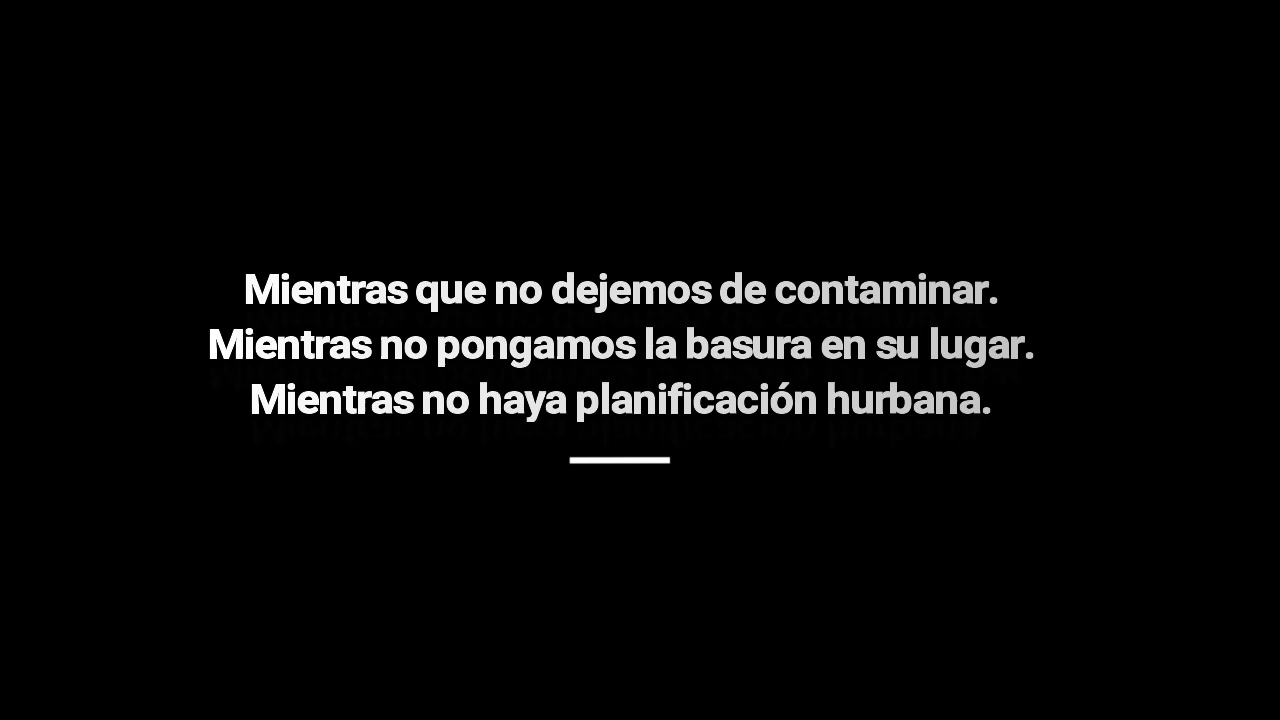 Mientras que no dejemos de contaminar.
Mientras no pongamos la basura en su lugar.
Mientras no haya planificación hurbana.